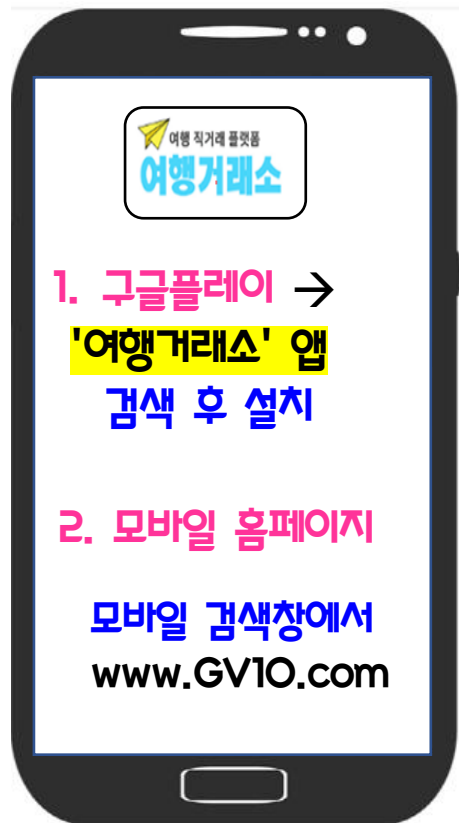 여행 직거래 플랫폼
여행거래소
1. 구글플레이 →
'여행거래소' 앱
검색 후 설치
2. 모바일 홈페이지
모바일 검색창에서
www.GV10.com